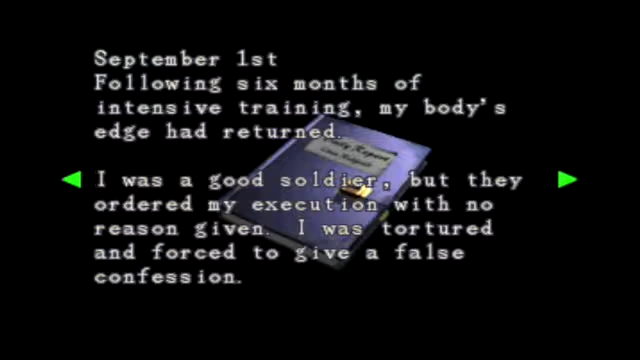 September 1st
Following six months of
intensive training, my body's
edge had returned.
I was a good soldier, but they
ordered my execution with no
reason given. I was tortured
and forced to give a false
confession.